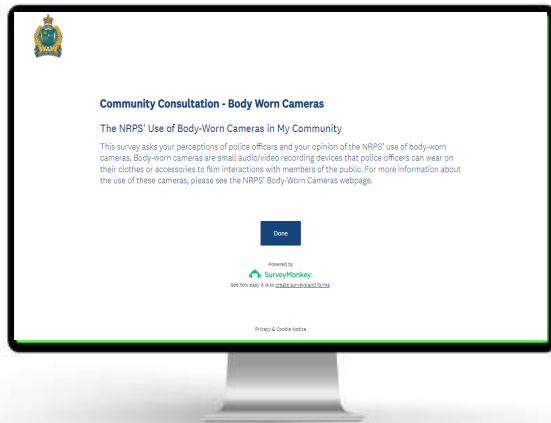 Community Consultation - Body Worn Cameras
The NRPS' Use of Body-Worn Cameras in My Community
This survey asks your perceptions of police officers and your opinion of the NRPS' use of body-worn
cameras. Body-worn cameras are small audio/video recording devices that police officers can wear on
their clothes or accessories to film interactions with members of the public. For more information about
the use of these cameras, please see the NRPS' Body-Worn Cameras webpage.
Done
Powered by
SurveyMonkey
See how easy it is to create surveys and forms.
Privacy & Cookie Notice